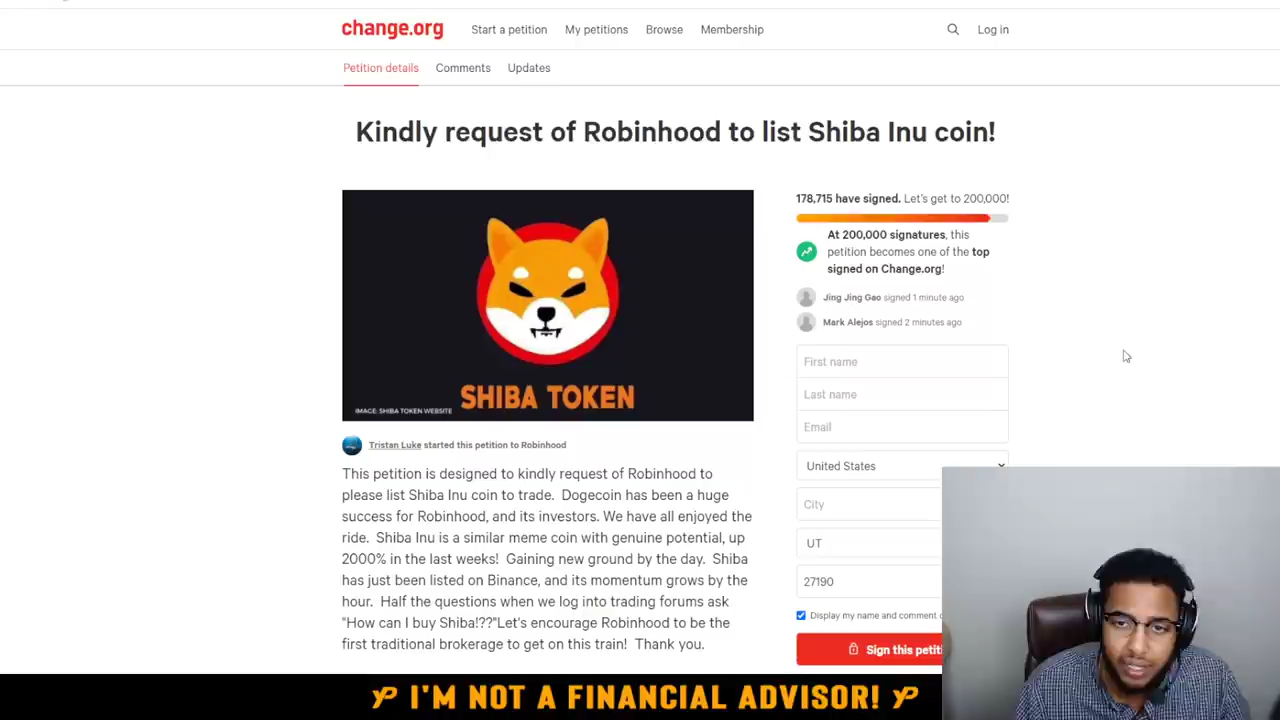 change.org
Start a petition
My petitions
Browse
Membership
Log in
Petition details
Comments
Updates
Kindly request of Robinhood to list Shiba Inu coin!
SHIBA TOKEN
IMAGE: SHIBA TOKEN WEBSITE
Tristan Luke started this petition to Robinhood
This petition is designed to kindly request of Robinhood to
please list Shiba Inu coin to trade. Dogecoin has been a huge
success for Robinhood, and its investors. We have all enjoyed the
ride. Shiba Inu is a similar meme coin with genuine potential, up
2000% in the last weeks! Gaining new ground by the day. Shiba
has just been listed on Binance, and its momentum grows by the
hour. Half the questions when we log into trading forums ask
"How can I buy Shiba!??"Let's encourage Robinhood to be the
first traditional brokerage to get on this train! Thank you.
178,715 have signed. Let's get to 200,000!
At 200,000 signatures, this
petition becomes one of the top
signed on Change.org!
Jing Jing Gao signed 1 minute ago
Mark Alejos signed 2 minutes ago
First name
Last name
Email
United States
City
UT
27190
Display my name and comment
Sign this petiti
YP I'M NOT A FINANCIAL ADVISOR! YP